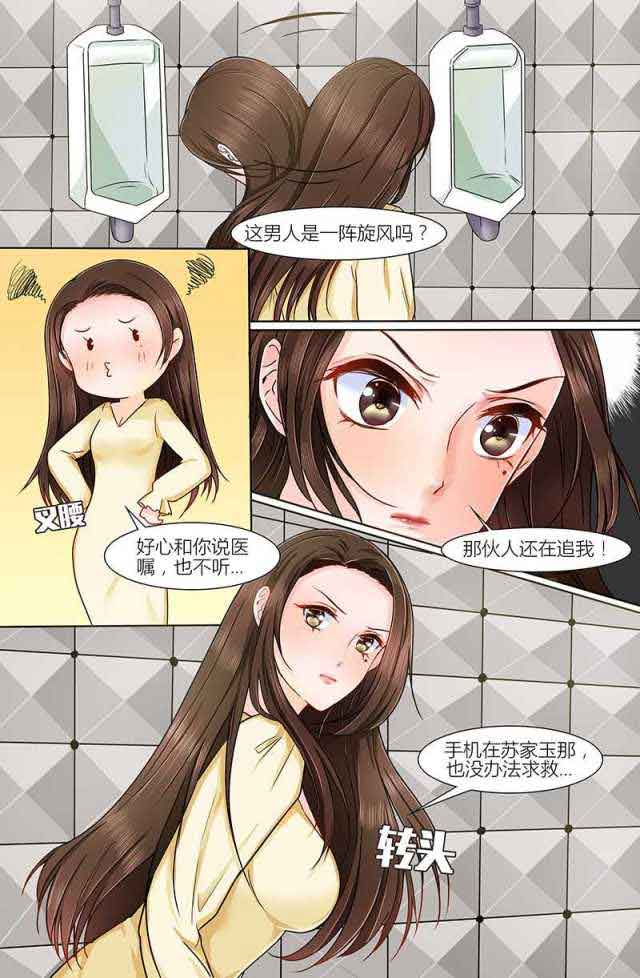 这男人是一阵旋风吗？
叉腰
好心和你说医
嘱，也不听...
那伙人还在追我！
手机在苏家玉那，
也没办法求救...
转头